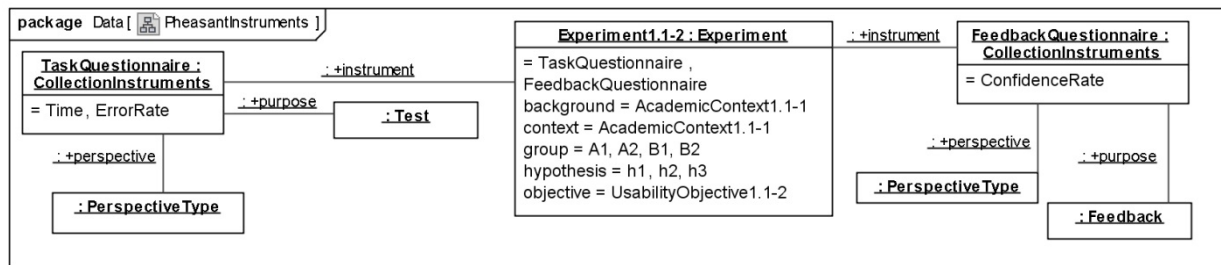 package Data [ PheasantInstruments ]
TaskQuestionnaire :
CollectionInstruments
= Time, ErrorRate
: +instrument
: +purpose
: Test
: +perspective
: PerspectiveType
Experiment1.1-2 : Experiment
= TaskQuestionnaire ,
FeedbackQuestionnaire
background = AcademicContext1.1-1
context = AcademicContext1.1-1
group = A1, A2, B1, B2
hypothesis = h1, h2, h3
objective = UsabilityObjective1.1-2
: +instrument
FeedbackQuestionnaire :
CollectionInstruments
= ConfidenceRate
: +perspective
: +purpose
: PerspectiveType
: Feedback